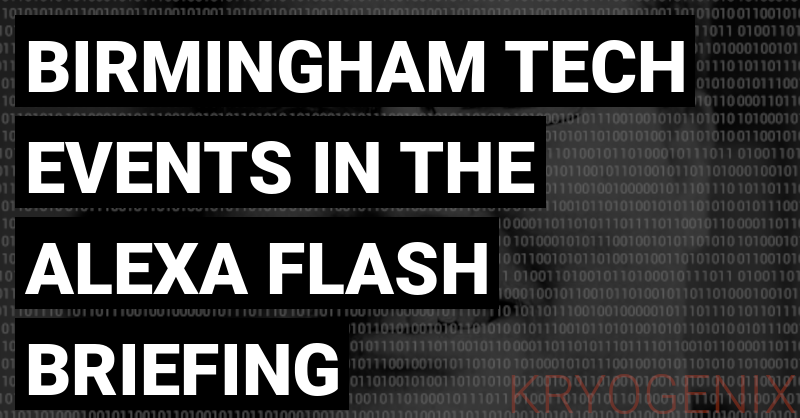 BIRMINGHAM TECH
EVENTS IN THE
ALEXA FLASH
BRIEFING
KRYOGENIX